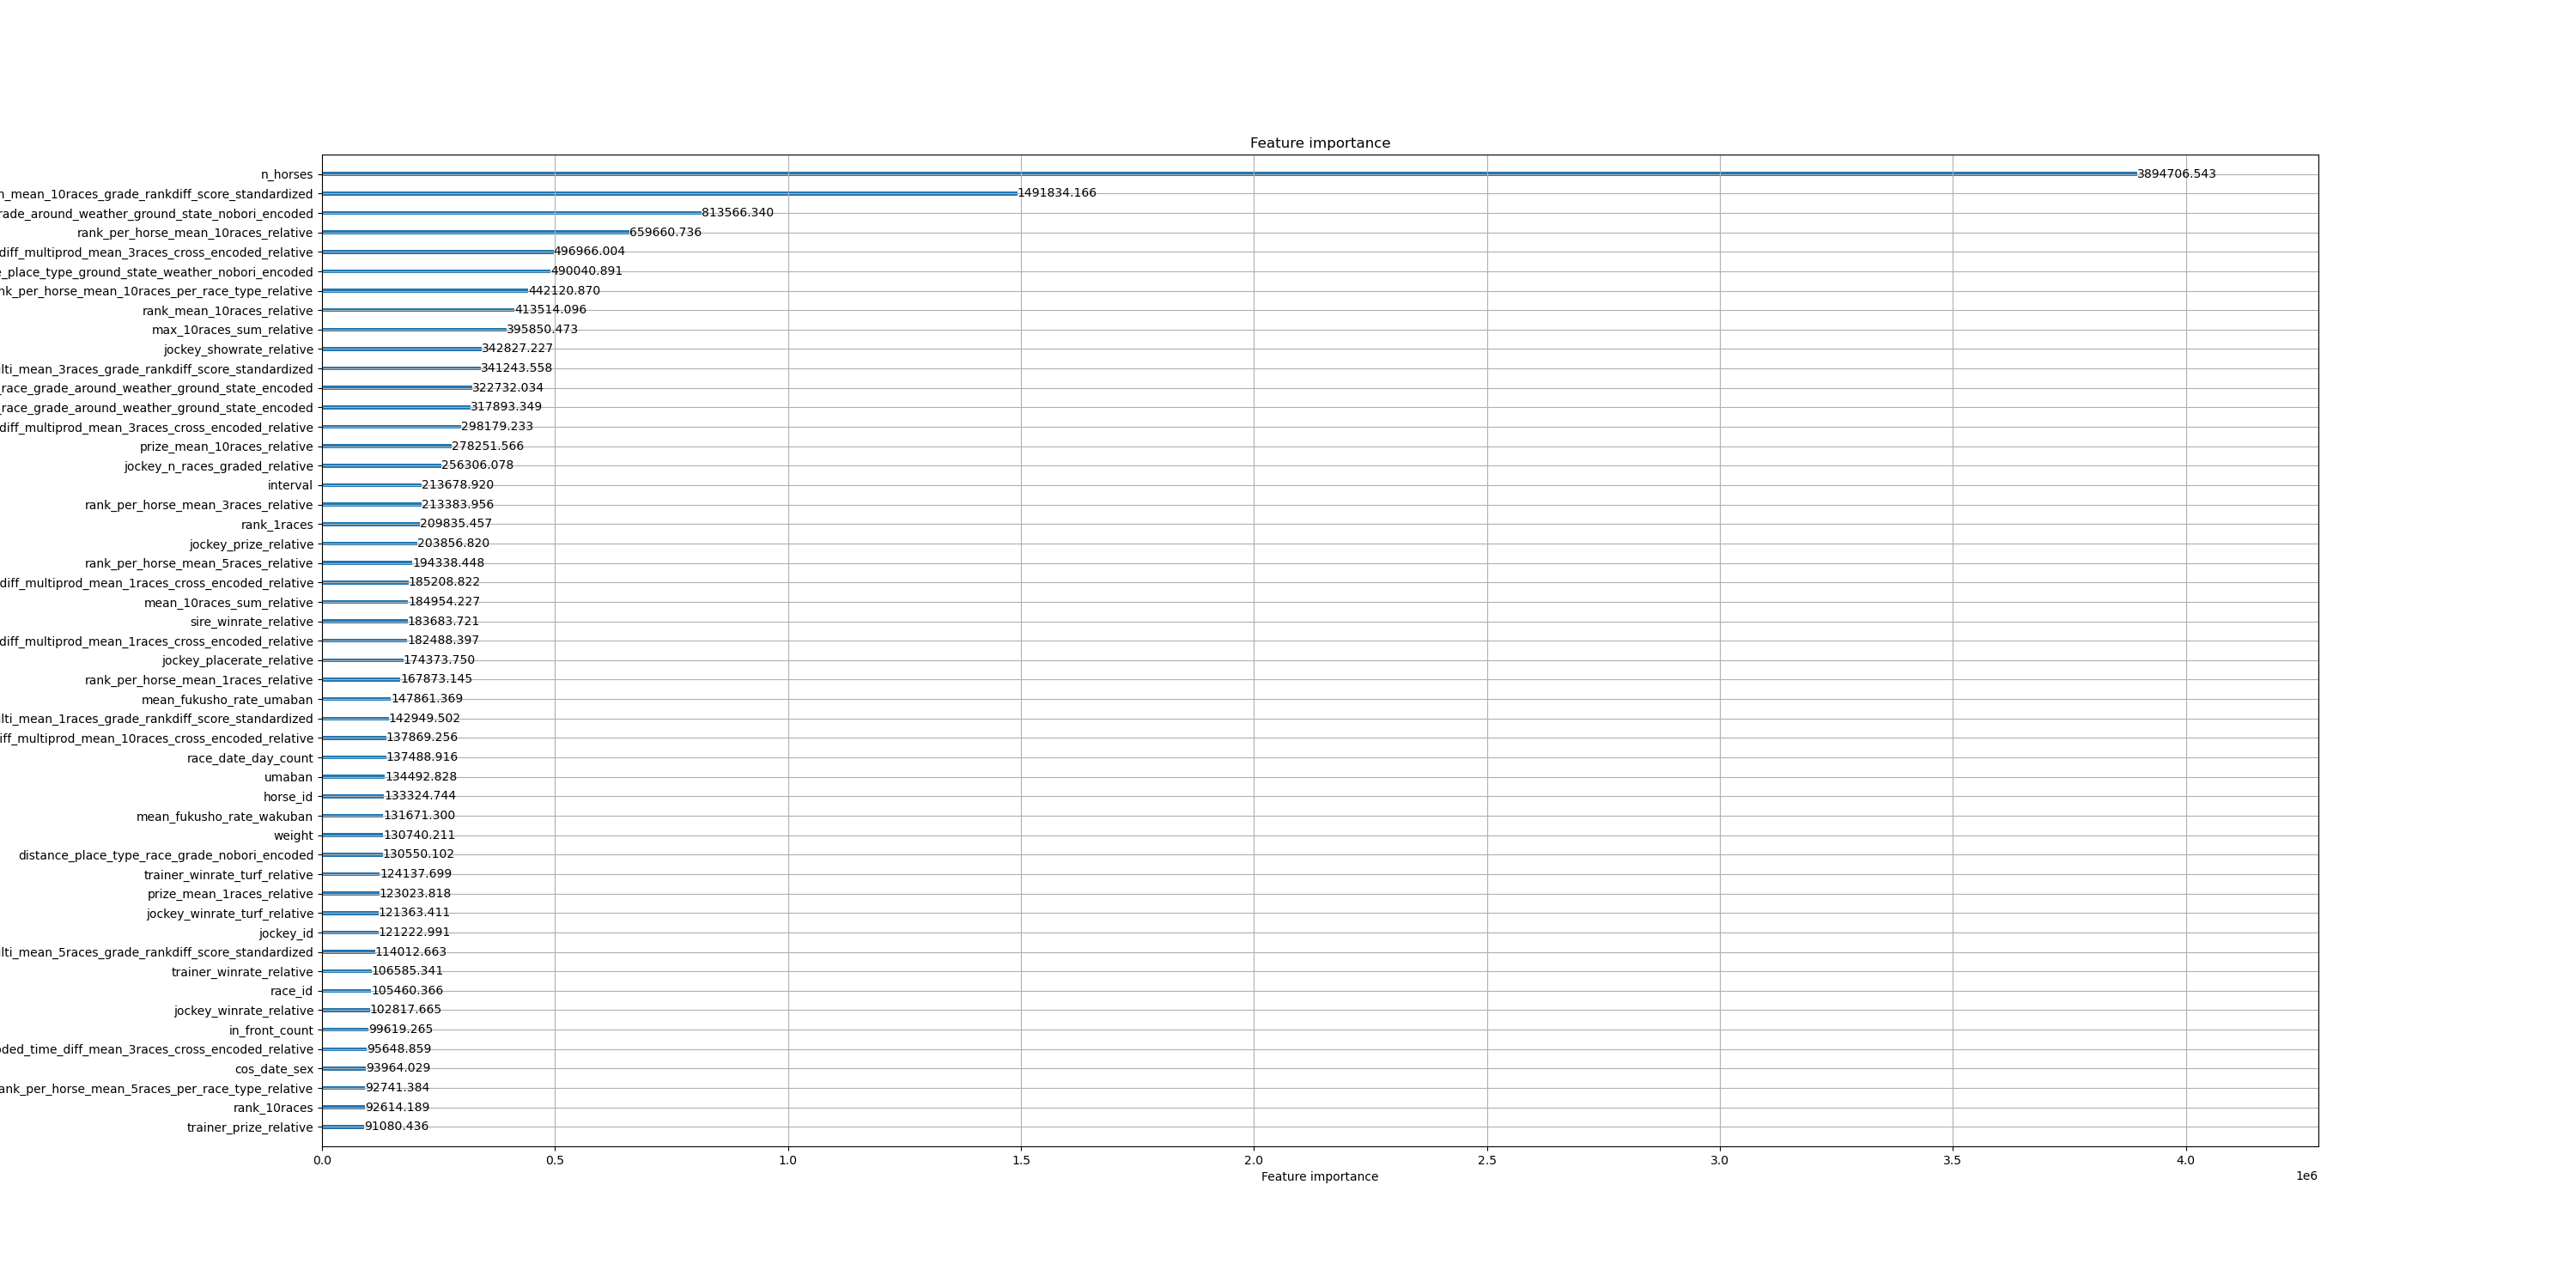 Feature importance
n_horses 3894706.543
n_mean_10races_grade_rankdiff_score_standardized 1491834.166
rade_around_weather_ground_state_nobori_encoded 813566.340
rank_per_horse_mean_10races_relative 659660.736
diff_multiprod_mean_3races_cross_encoded_relative 496966.004
_place_type_ground_state_weather_nobori_encoded 490040.891
nk_per_horse_mean_10races_per_race_type_relative 442120.870
rank_mean_10races_relative 413514.096
max_10races_sum_relative 395850.473
jockey_showrate_relative 342827.227
lti_mean_3races_grade_rankdiff_score_standardized 341243.558
_race_grade_around_weather_ground_state_encoded 322732.034
_race_grade_around_weather_ground_state_encoded 317893.349
diff_multiprod_mean_3races_cross_encoded_relative 298179.233
prize_mean_10races_relative 278251.566
jockey_n_races_graded_relative 256306.078
interval 213678.920
rank_per_horse_mean_3races_relative 213383.956
rank_1races 209835.457
jockey_prize_relative 203856.820
rank_per_horse_mean_5races_relative 194338.448
diff_multiprod_mean_1races_cross_encoded_relative 185208.822
mean_10races_sum_relative 184954.227
sire_winrate_relative 183683.721
diff_multiprod_mean_1races_cross_encoded_relative 182488.397
jockey_placerate_relative 174373.750
rank_per_horse_mean_1races_relative 167873.145
mean_fukusho_rate_umaban 147861.369
lti_mean_1races_grade_rankdiff_score_standardized 142949.502
iff_multiprod_mean_10races_cross_encoded_relative 137869.256
race_date_day_count 137488.916
umaban 134492.828
horse_id 133324.744
mean_fukusho_rate_wakuban 131671.300
weight 130740.211
distance_place_type_race_grade_nobori_encoded 130550.102
trainer_winrate_turf_relative 124137.699
prize_mean_1races_relative 123023.818
jockey_winrate_turf_relative 121363.411
jockey_id 121222.991
lti_mean_5races_grade_rankdiff_score_standardized 114012.663
trainer_winrate_relative 106585.341
race_id 105460.366
jockey_winrate_relative 102817.665
in_front_count 99619.265
ded_time_diff_mean_3races_cross_encoded_relative 95648.859
cos_date_sex 93964.029
ank_per_horse_mean_5races_per_race_type_relative 92741.384
rank_10races 92614.189
trainer_prize_relative 91080.436
0.0 0.5 1.0 1.5 2.0 2.5 3.0 3.5 4.0
Feature importance
1e6